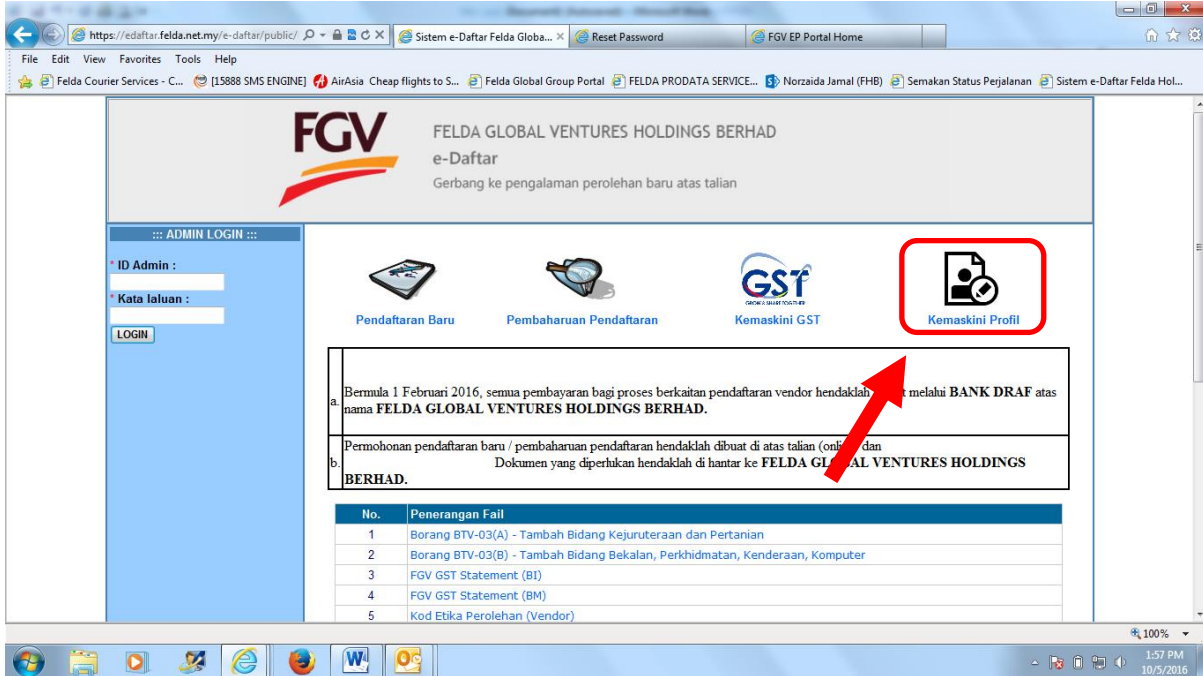 Document1 (Autosaved) - Microsoft Word
https://edaftar.felda.net.my/e-daftar/public/
Sistem e-Daftar Felda Globa...
Reset Password
FGV EP Portal Home
File Edit View Favorites Tools Help
Felda Courier Services - C... [15888 SMS ENGINE] AirAsia Cheap flights to S... Felda Global Group Portal FELDA PRODATA SERVICE... Norzaida Jamal (FHB) Semakan Status Perjalanan Sistem e-Daftar Felda Hol...
FGV
FELDA GLOBAL VENTURES HOLDINGS BERHAD
e-Daftar
Gerbang ke pengalaman perolehan baru atas talian
::: ADMIN LOGIN :::
* ID Admin :
* Kata laluan :
LOGIN
GST
GROW & SHARE TOGETHER
Pendaftaran Baru
Pembaharuan Pendaftaran
Kemaskini GST
Kemaskini Profil
a. Bermula 1 Februari 2016, semua pembayaran bagi proses berkaitan pendaftaran vendor hendaklah melalui BANK DRAF atas
nama FELDA GLOBAL VENTURES HOLDINGS BERHAD.
Permohonan pendaftaran baru / pembaharuan pendaftaran hendaklah dibuat di atas talian dan
b. Dokumen yang diperlukan hendaklah di hantar ke FELDA GLOBAL VENTURES HOLDINGS
BERHAD.
No. Penerangan Fail
1 Borang BTV-03(A) - Tambah Bidang Kejuruteraan dan Pertanian
2 Borang BTV-03(B) - Tambah Bidang Bekalan, Perkhidmatan, Kenderaan, Komputer
3 FGV GST Statement (BI)
4 FGV GST Statement (BM)
5 Kod Etika Perolehan (Vendor)
100%
1:57 PM
10/5/2016